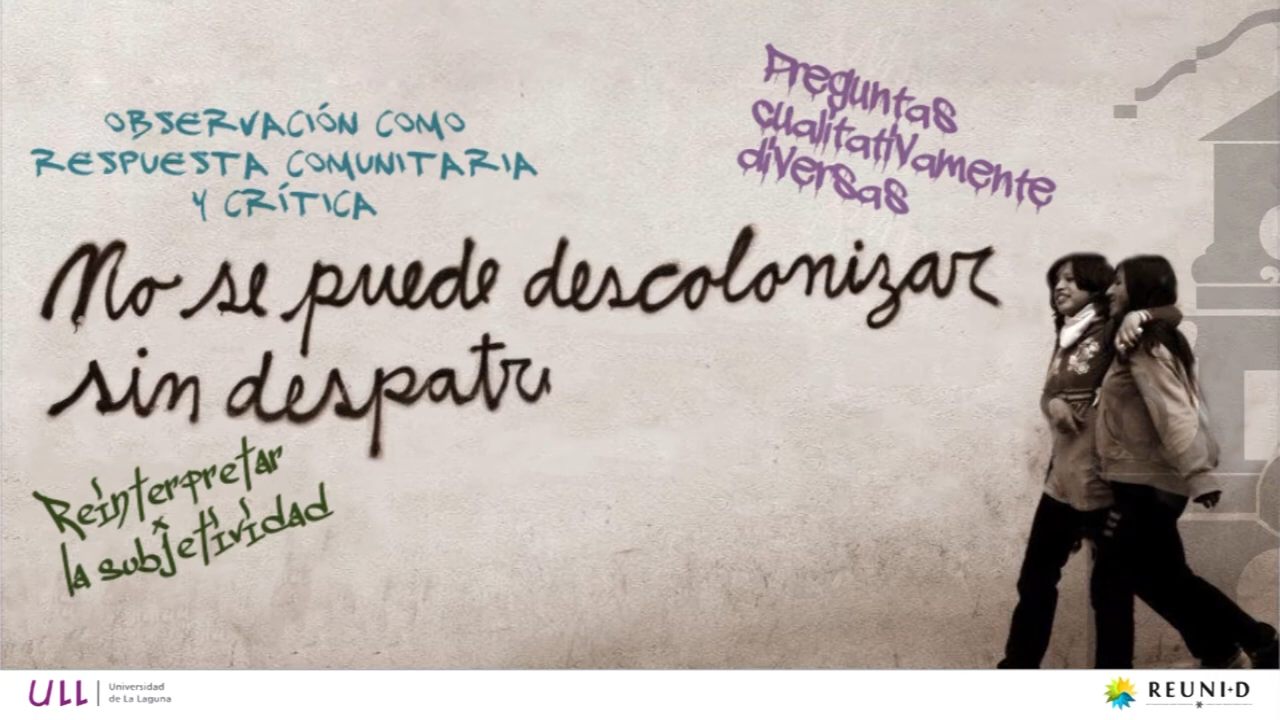 OBSERVACIÓN COMO
RESPUESTA COMUNITARIA
Y CRÍTICA
Preguntas
cualitatiVamente
diVersas
No se puede descolonizar
sin despatri
Reinterpretar
la subjetividad
ULL
Universidad
de La Laguna
REUNI+D